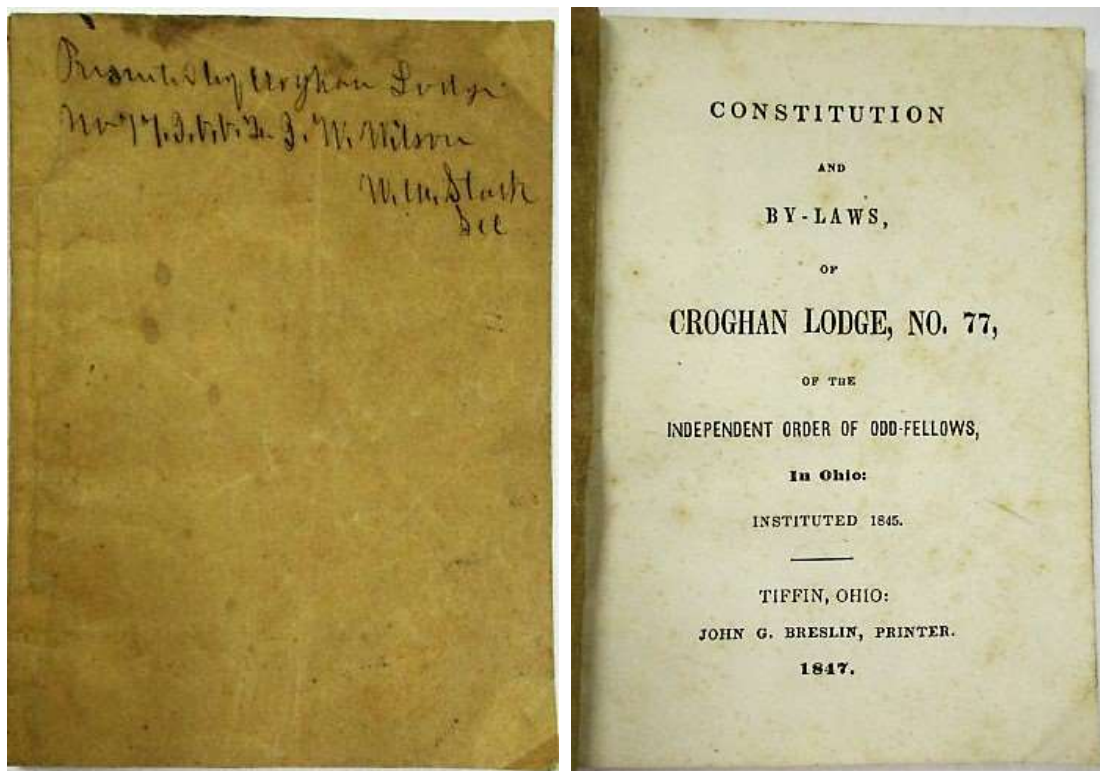 Presented by Croghan Lodge
No 77. I.O.O.F. J. W. Wilson
W. M. Stark
Sec
CONSTITUTION
AND
BY-LAWS,
OF
CROGHAN LODGE, NO. 77,
OF THE
INDEPENDENT ORDER OF ODD-FELLOWS,
In Ohio:
INSTITUTED 1845.
TIFFIN, OHIO:
JOHN G. BRESLIN, PRINTER.
1847.